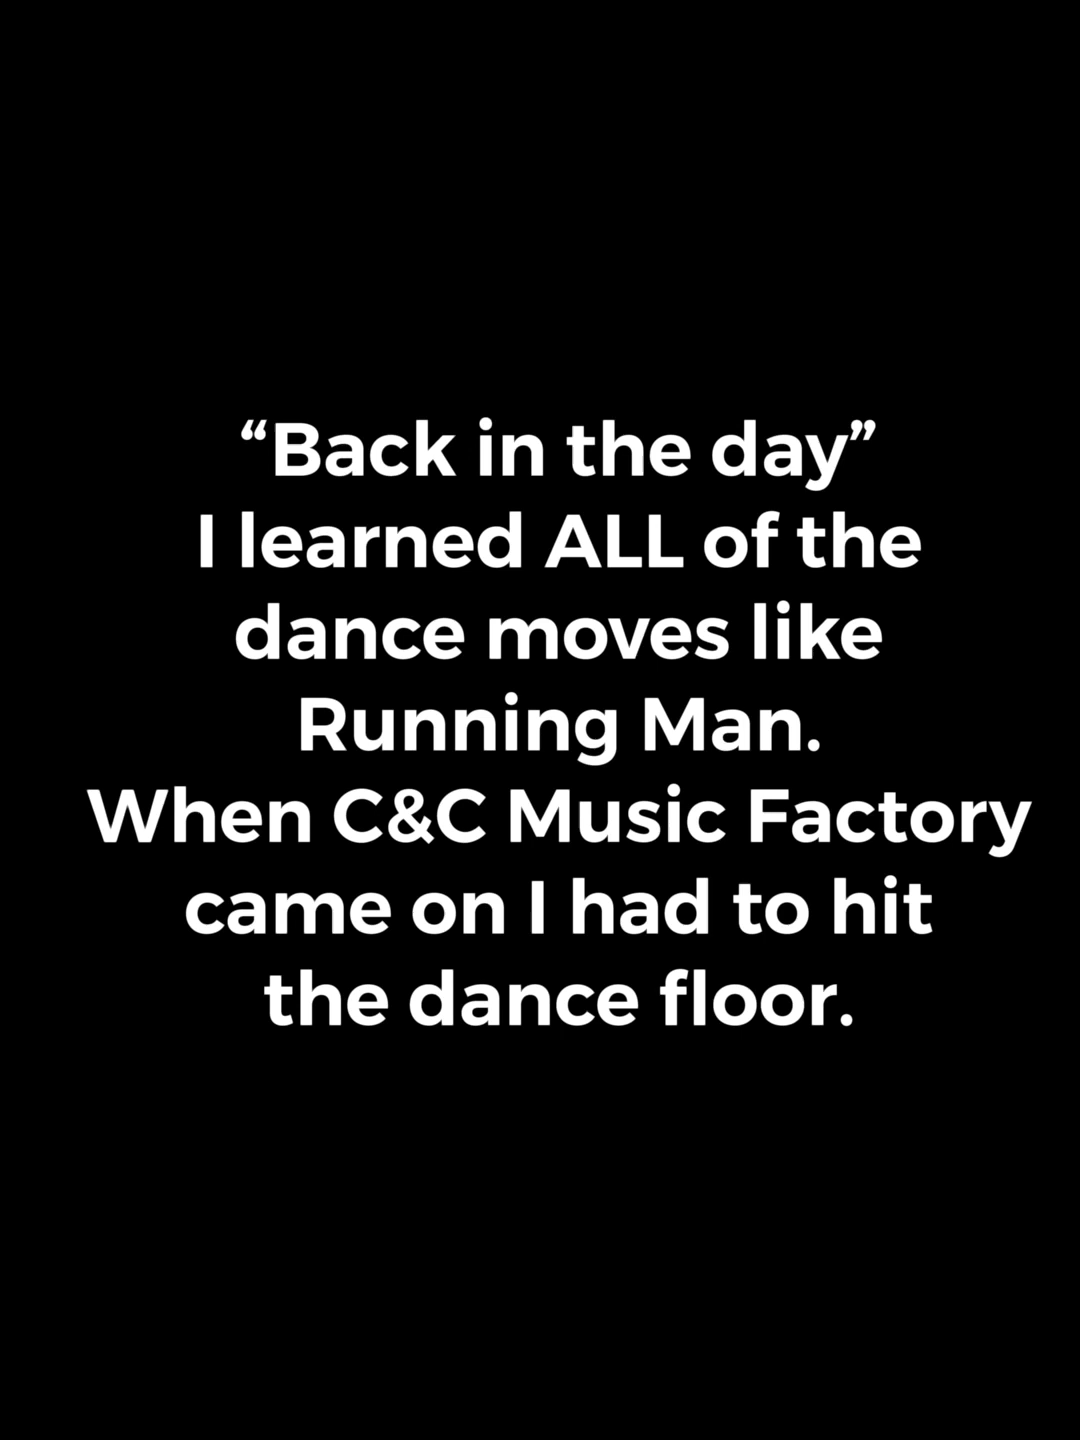 “Back in the day”
I learned ALL of the
dance moves like
Running Man.
When C&C Music Factory
came on I had to hit
the dance floor.